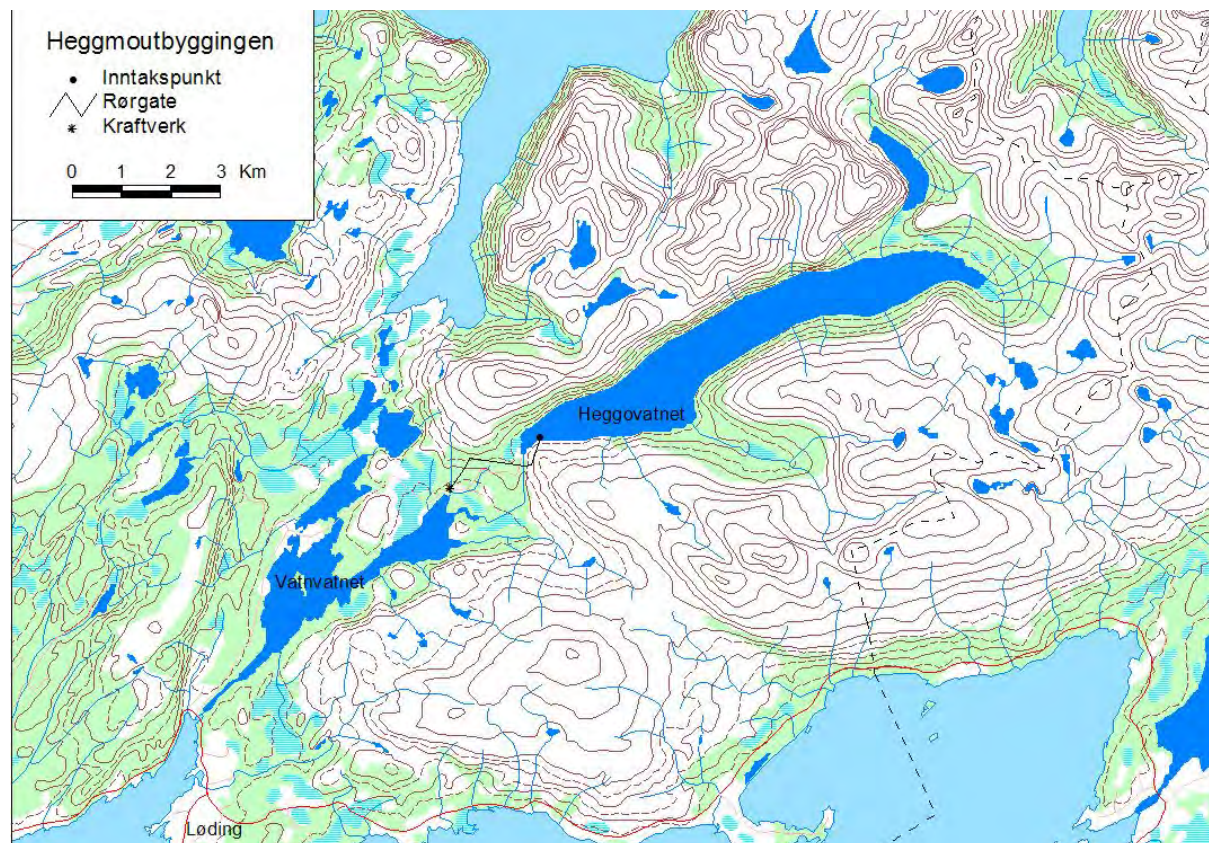 Heggmoutbyggingen
Inntakspunkt
Rørgate
Kraftverk
0 1 2 3 Km
Heggovatnet
Vatnvatnet
Løding